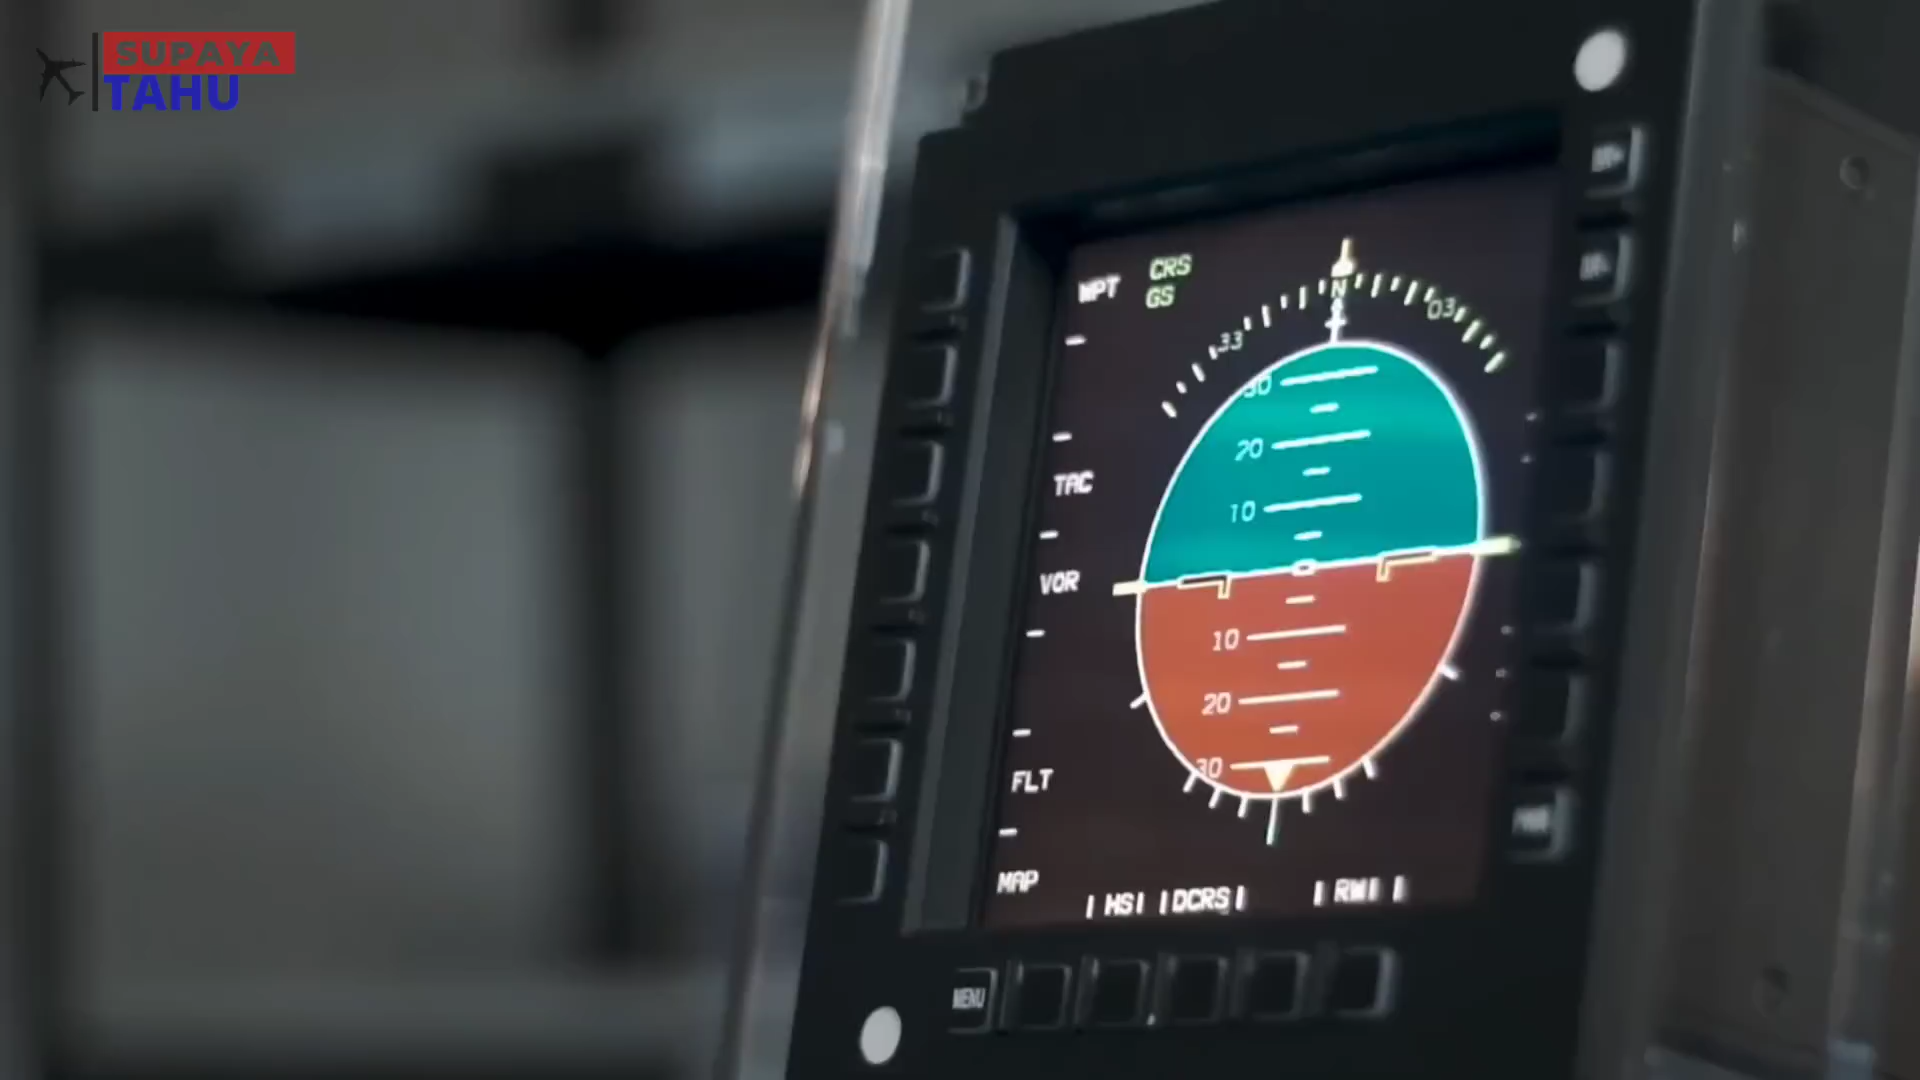 SUPAYA
TAHU
WPT
CRS
GS
N
33
03
30
20
10
TAC
VOR
10
20
30
FLT
MAP
HSI
DCRS
RWI
MENU